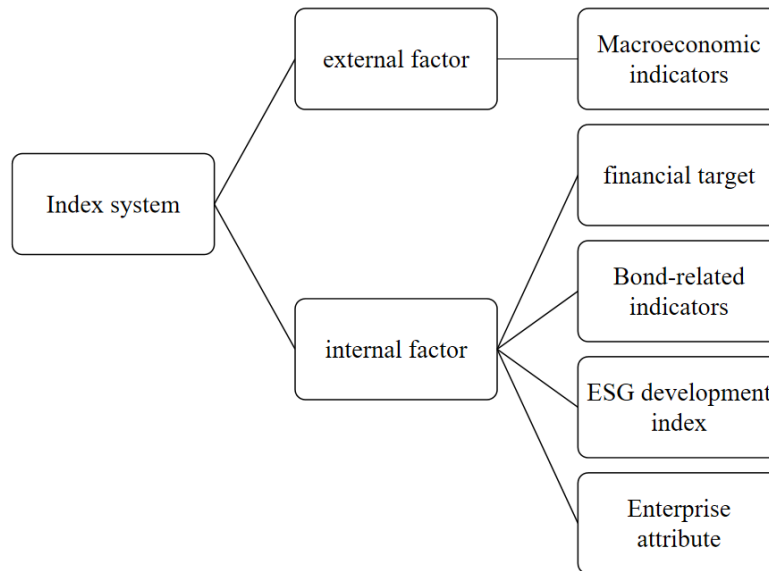 external factor
Macroeconomic
indicators
Index system
financial target
Bond-related
indicators
internal factor
ESG development
index
Enterprise
attribute